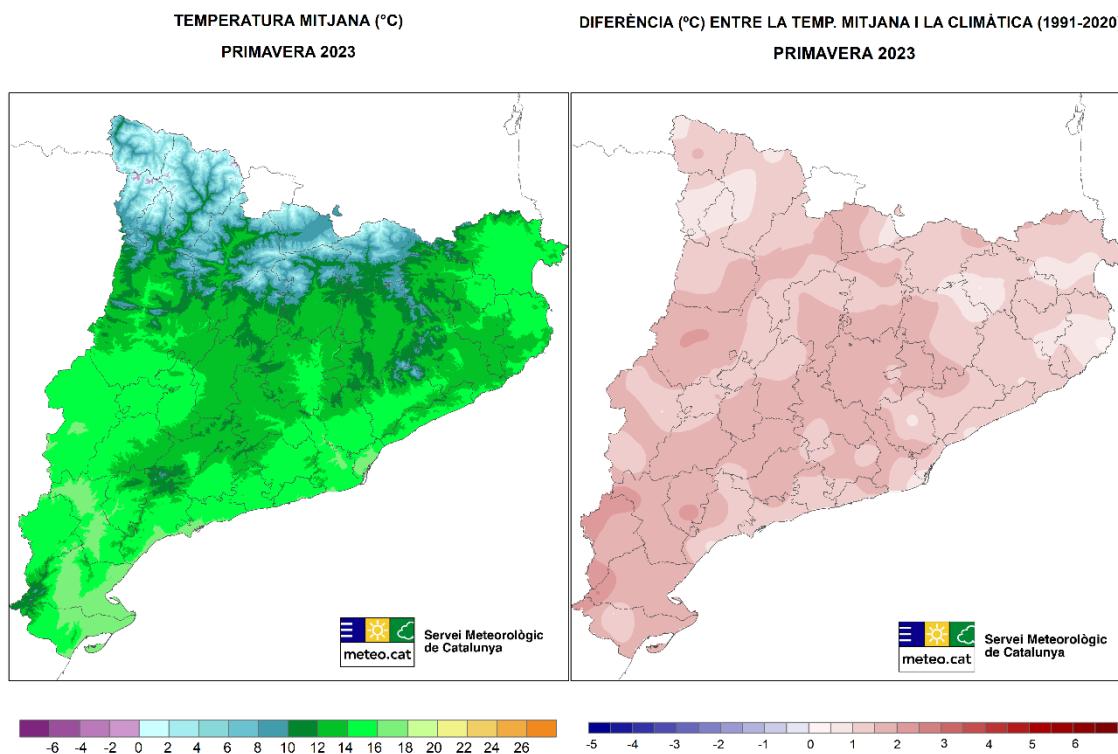 TEMPERATURA MITJANA (°C)
PRIMAVERA 2023
DIFERÈNCIA (ºC) ENTRE LA TEMP. MITJANA I LA CLIMÀTICA (1991-2020
PRIMAVERA 2023
meteo.cat
Servei Meteorològic
de Catalunya
meteo.cat
Servei Meteorològic
de Catalunya
-6 -4 -2 0 2 4 6 8 10 12 14 16 18 20 22 24 26
-5 -4 -3 -2 -1 0 1 2 3 4 5 6